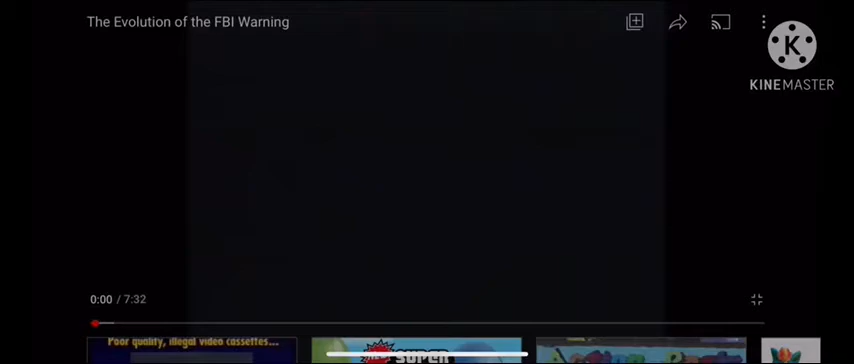 The Evolution of the FBI Warning
K
KINEMASTER
0:00 / 7:32
Poor quality, illegal video cassettes...
SUPER